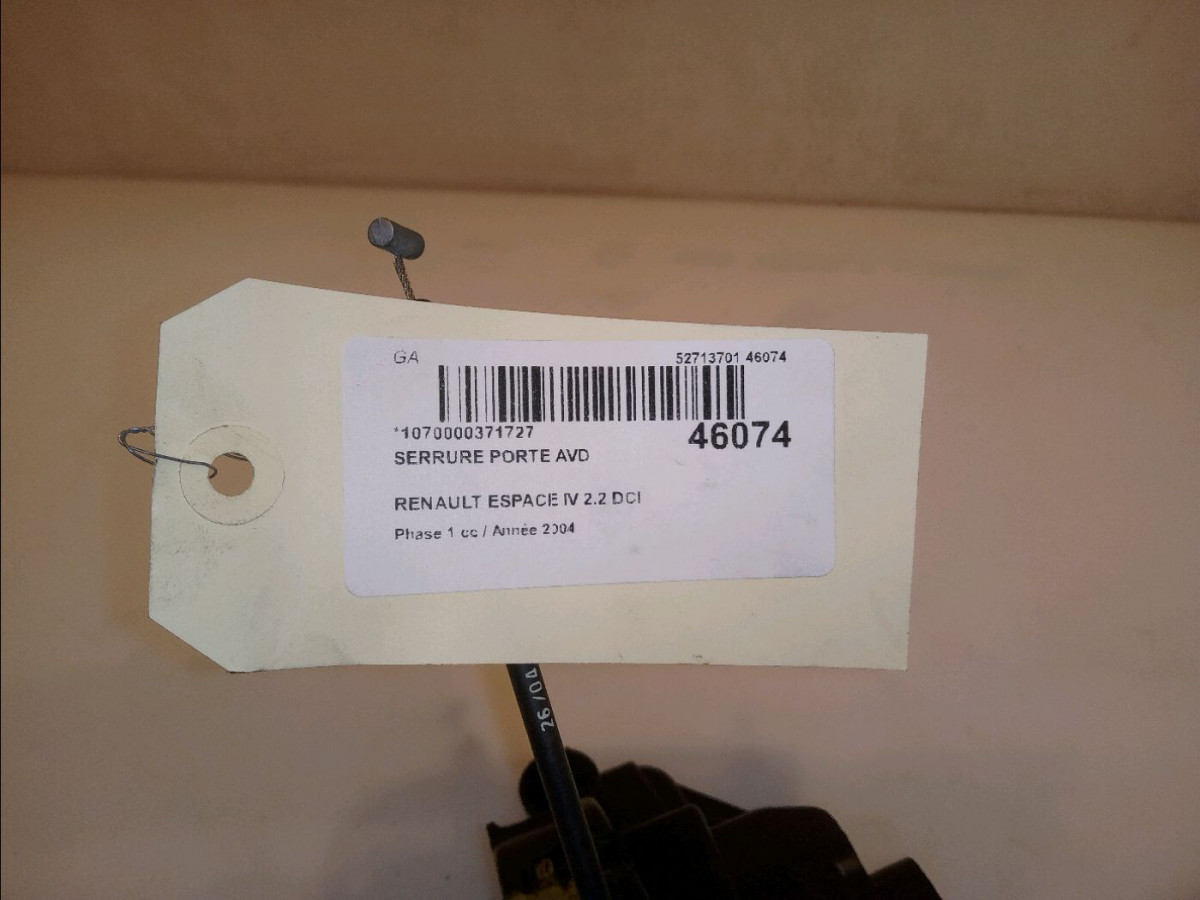 GA 52713701 46074
*1070000371727 46074
SERRURE PORTE AVD
RENAULT ESPACE IV 2.2 DCI
Phase 1 cc / Année 2004
26/04